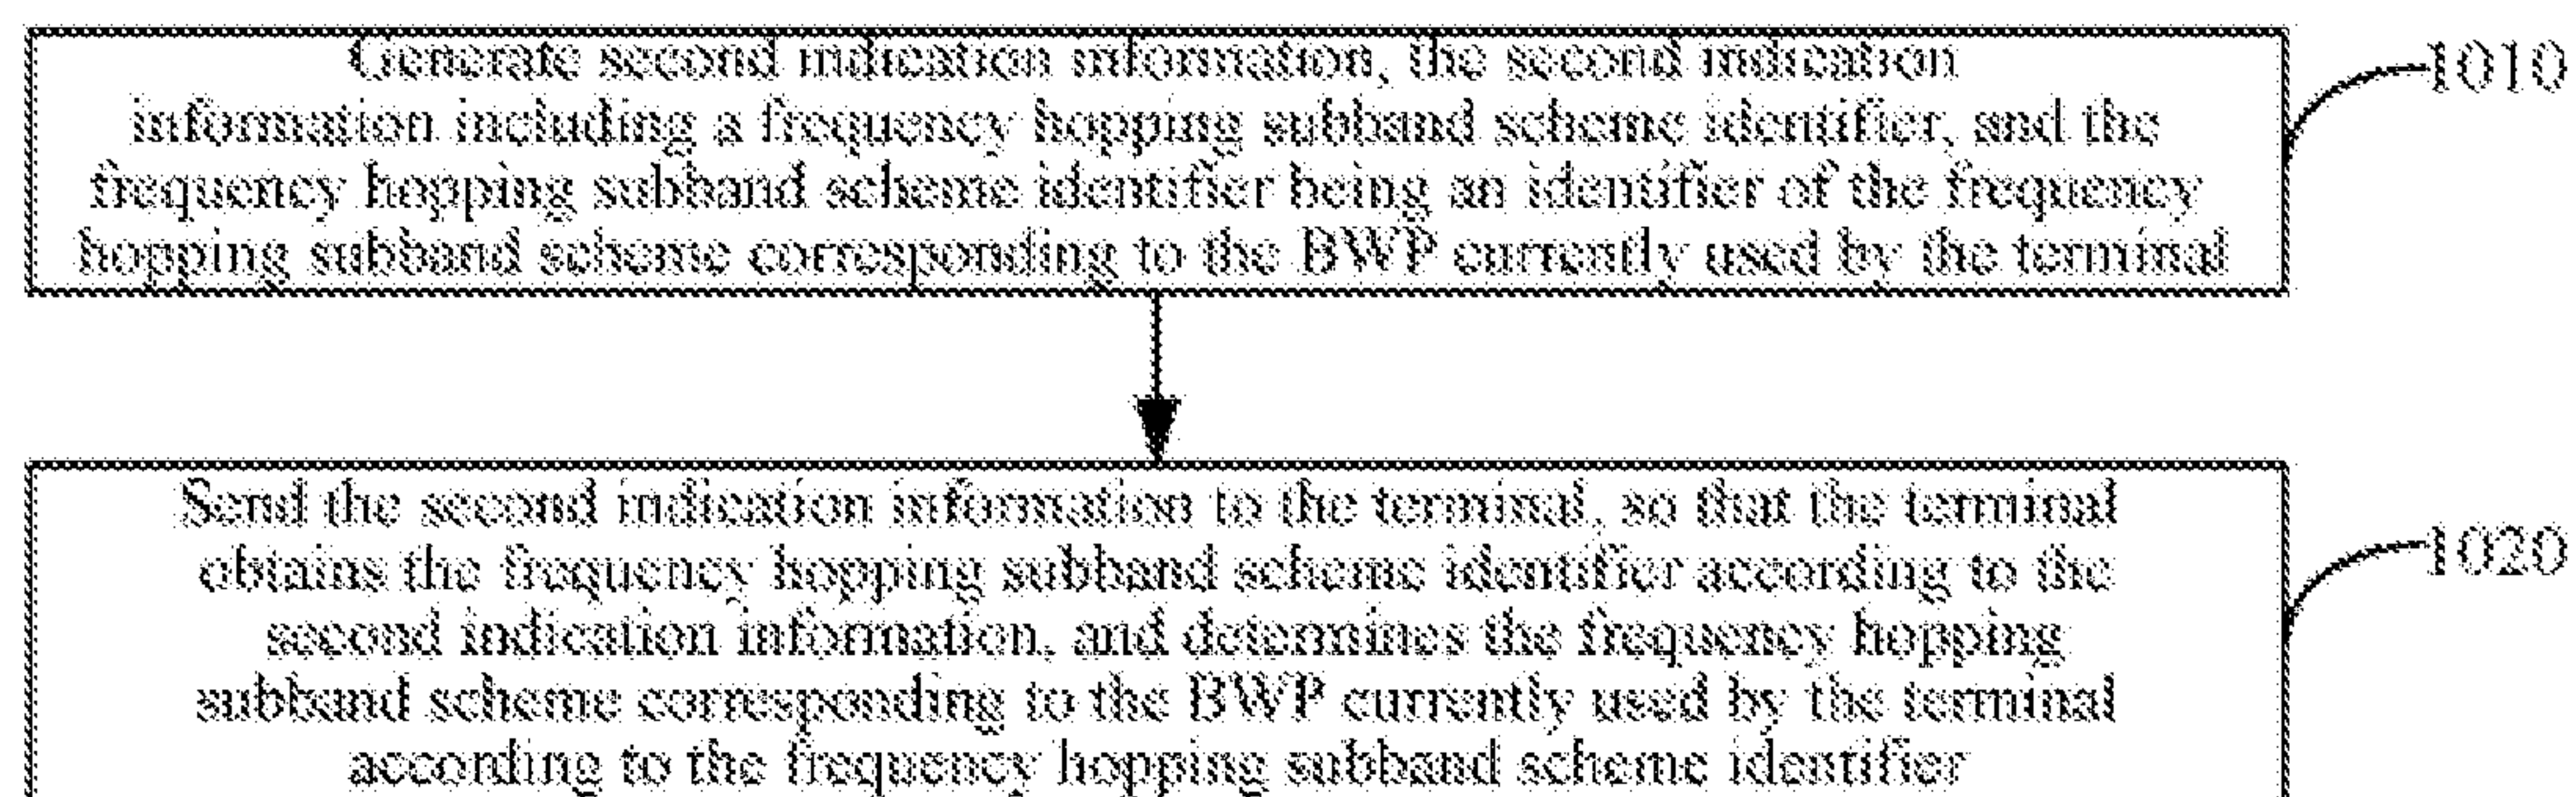 Generate second indication information, the second indication
information including a frequency hopping subband scheme identifier, and the
frequency hopping subband scheme identifier being an identifier of the frequency
hopping subband scheme corresponding to the BWP currently used by the terminal
1010
Send the second indication information to the terminal, so that the terminal
obtains the frequency hopping subband scheme identifier according to the
second indication information, and determines the frequency hopping
subband scheme corresponding to the BWP currently used by the terminal
according to the frequency hopping subband scheme identifier
1020